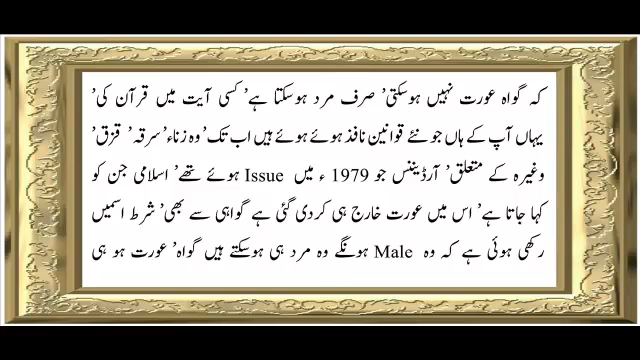 کہ گواہ عورت نہیں ہوسکتی’ صرف مرد ہوسکتا ہے’ کسی آیت میں قرآن کی’
یہاں آپ کے ہاں جو نئے قوانین نافذ ہوئے ہوئے ہیں اب تک’ وہ زناء’ سرقہ’ قزق’
وغیرہ کے متعلق’ آرڈیننس جو 1979 ء میں Issue ہوئے تھے’ اسلامی جن کو
کہا جاتا ہے’ اس میں عورت خارج ہی کردی گئی ہے گواہی سے بھی’ شرط اسمیں
رکھی ہوئی ہے کہ وہ Male ہونگے وہ مرد ہی ہوسکتے ہیں گواہ’ عورت ہو ہی